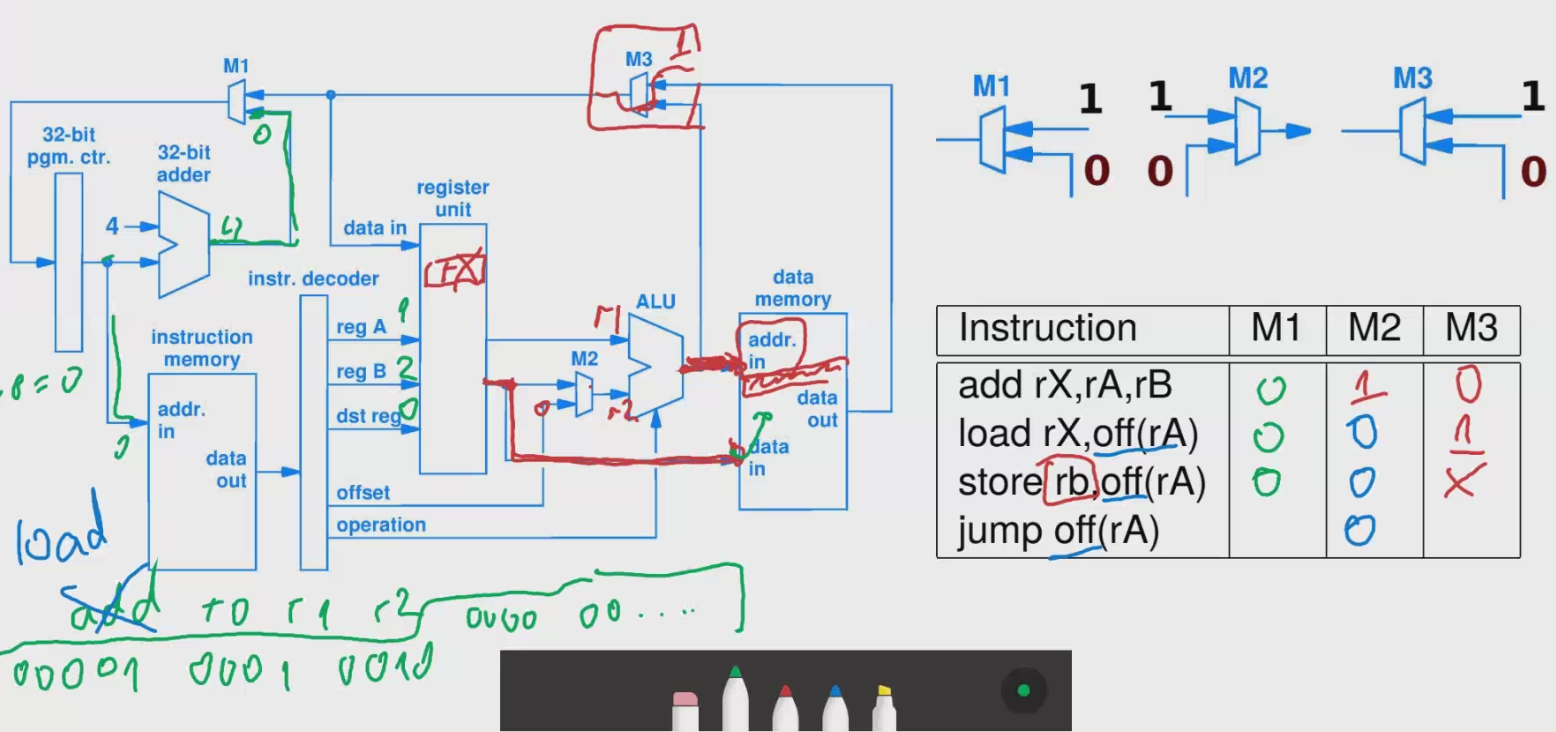 M1
M3
1
32-bit
pgm. ctr.
32-bit
adder
0
4
4
register
unit
data in
rX
instr. decoder
instruction
memory
reg A 1
reg B 2
dst reg 0
addr.
in
data
out
offset
operation
r1
M2
0
r2
ALU
data
memory
addr.
in
data
out
data
in
= 0
0
load
add r0 r1 r2 0000 00....
00001 0001 0010
M1
1
0
M2
1
0
M3
1
0
Instruction M1 M2 M3
add rX,rA,rB 0 1 0
load rX,off(rA) 0 0 1
store rb,off(rA) 0 0 X
jump off(rA) 0